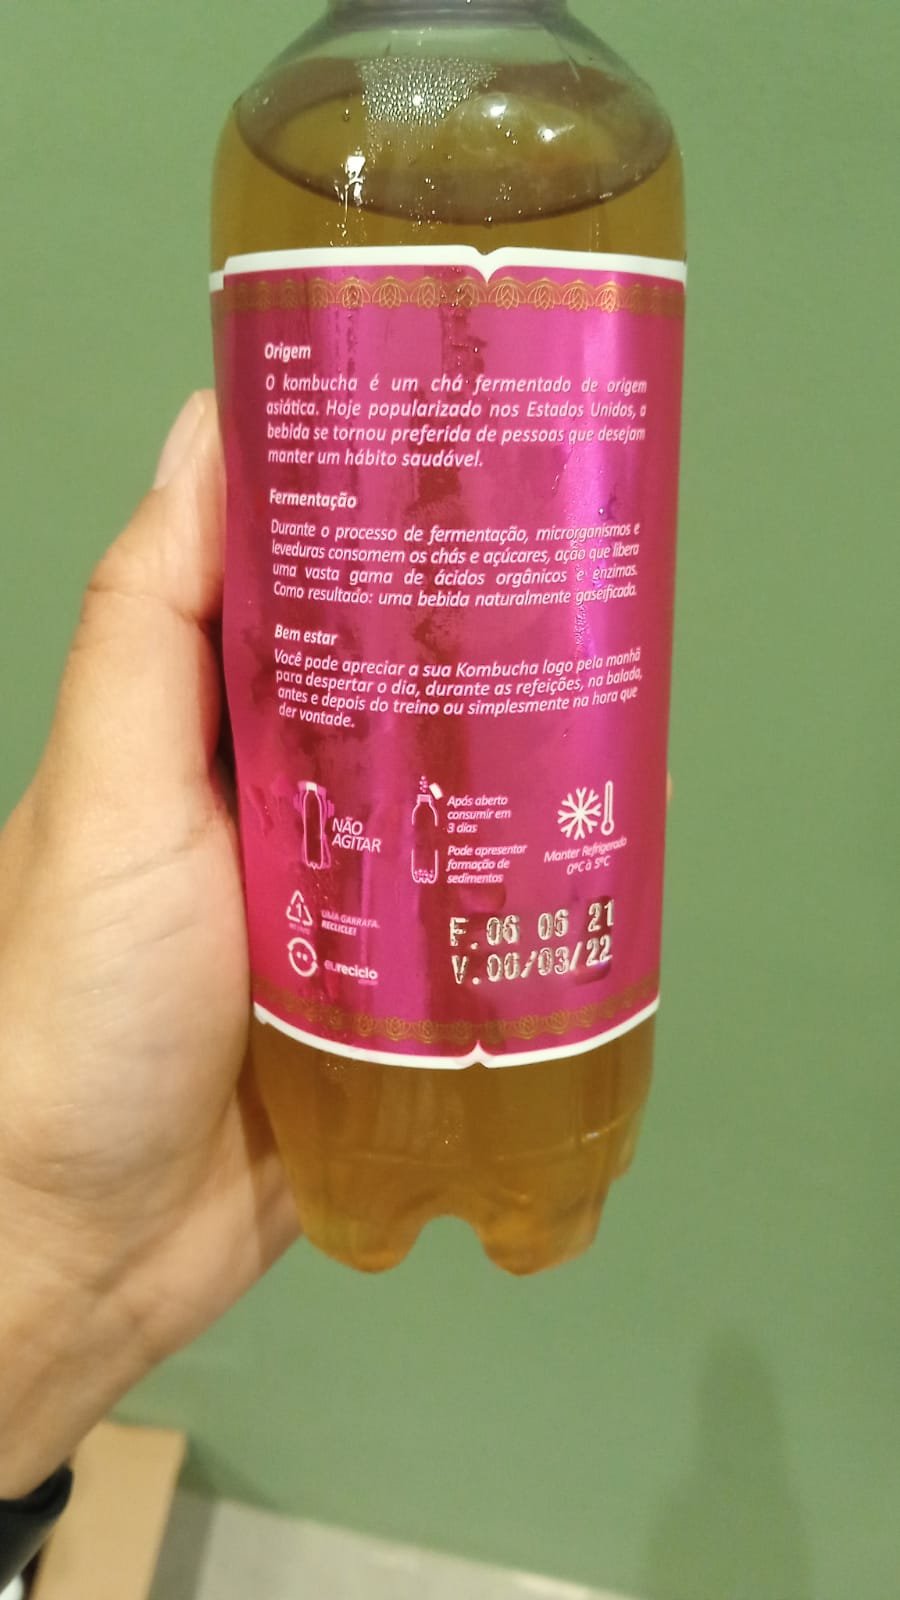 Origem
O kombucha é um chá fermentado de origem
asiática. Hoje popularizado nos Estados Unidos, a
bebida se tornou preferida de pessoas que desejam
manter um hábito saudável.
Fermentação
Durante o processo de fermentação, microrganismos e
leveduras consomem os chás e açúcares, ação que libera
uma vasta gama de ácidos orgânicos e enzimas.
Como resultado: uma bebida naturalmente gaseificada.
Bem estar
Você pode apreciar a sua Kombucha logo pela manhã
para despertar o dia, durante as refeições, na balada,
antes e depois do treino ou simplesmente na hora que
der vontade.
NÃO
AGITAR
Após aberto
consumir em
3 dias
Pode apresentar
formação de
sedimentos
Manter Refrigerado
0ºC à 5ºC
1
UMA GARRAFA.
RECICLE!
eureciclo
F.06 06 21
V.06/03/22